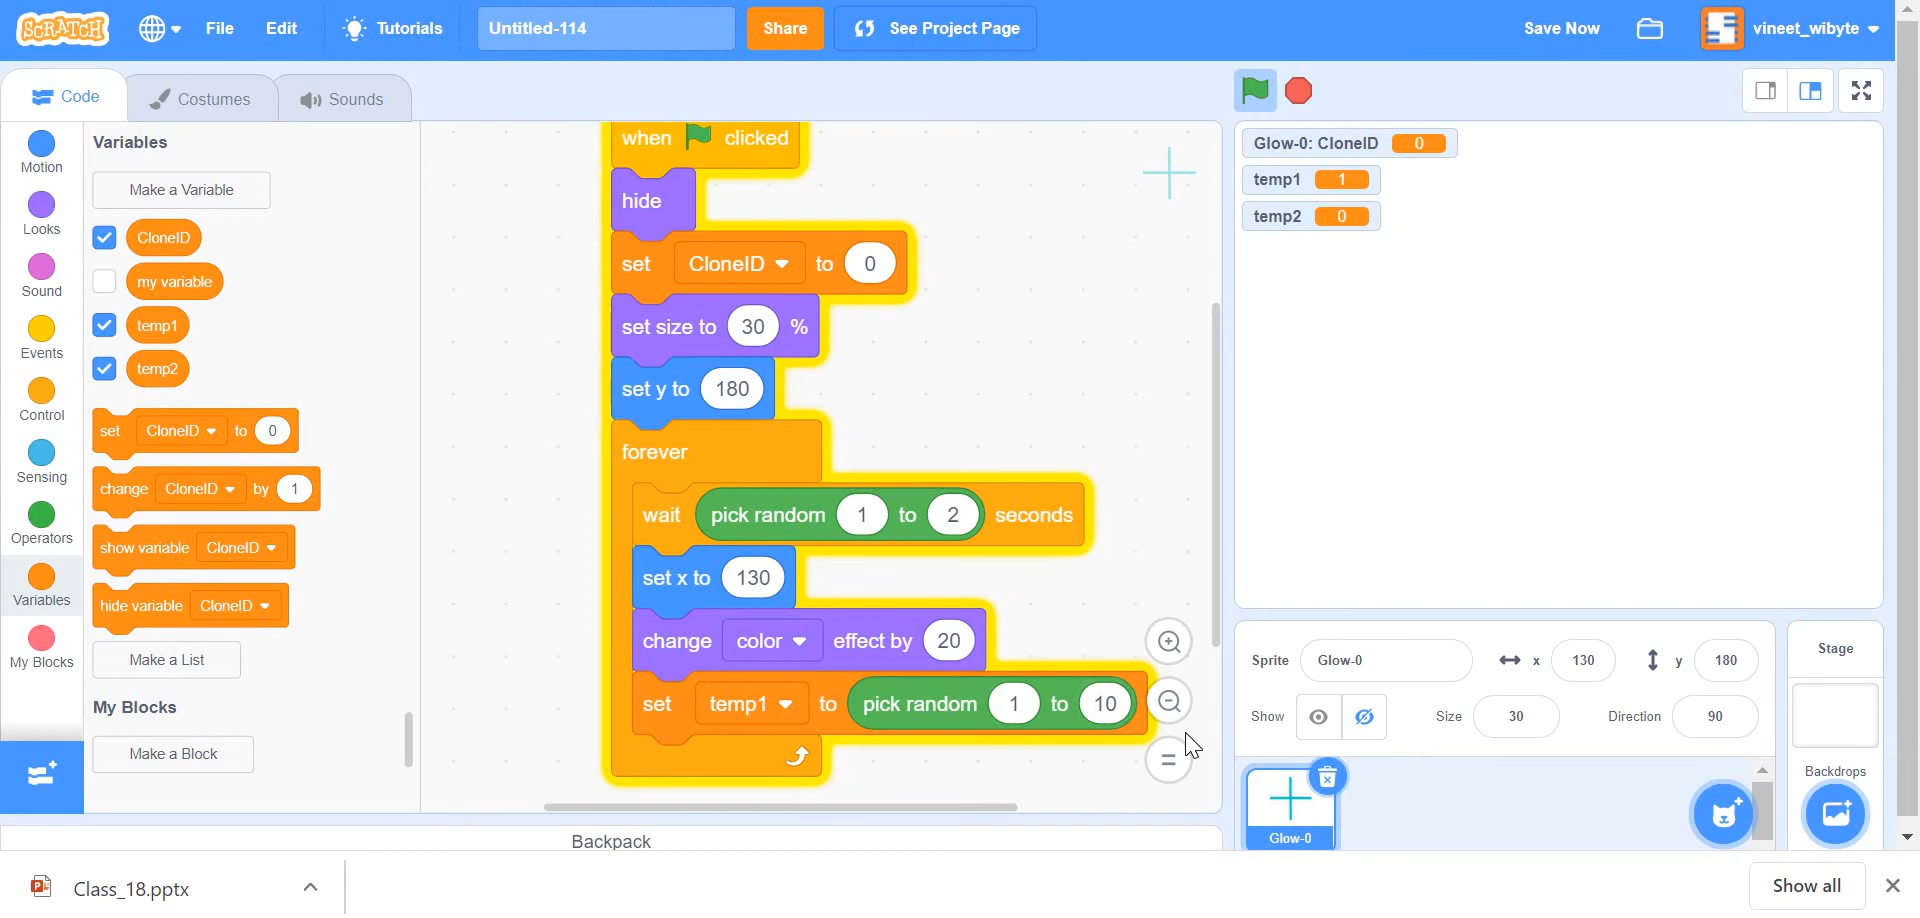 SCRATCH File Edit Tutorials Untitled-114 Share See Project Page Save Now vineet_wibyte
Code Costumes Sounds
Motion
Looks
Sound
Events
Control
Sensing
Operators
Variables
My Blocks
Variables
Make a Variable
CloneID
my variable
temp1
temp2
set CloneID to 0
change CloneID by 1
show variable CloneID
hide variable CloneID
Make a List
My Blocks
Make a Block
when clicked
hide
set CloneID to 0
set size to 30 %
set y to 180
forever
wait pick random 1 to 2 seconds
set x to 130
change color effect by 20
set temp1 to pick random 1 to 10
Backpack
Glow-0: CloneID 0
temp1 1
temp2 0
Sprite Glow-0 x 130 y 180
Show Size 30 Direction 90
Glow-0
Stage
Backdrops
Class_18.pptx Show all